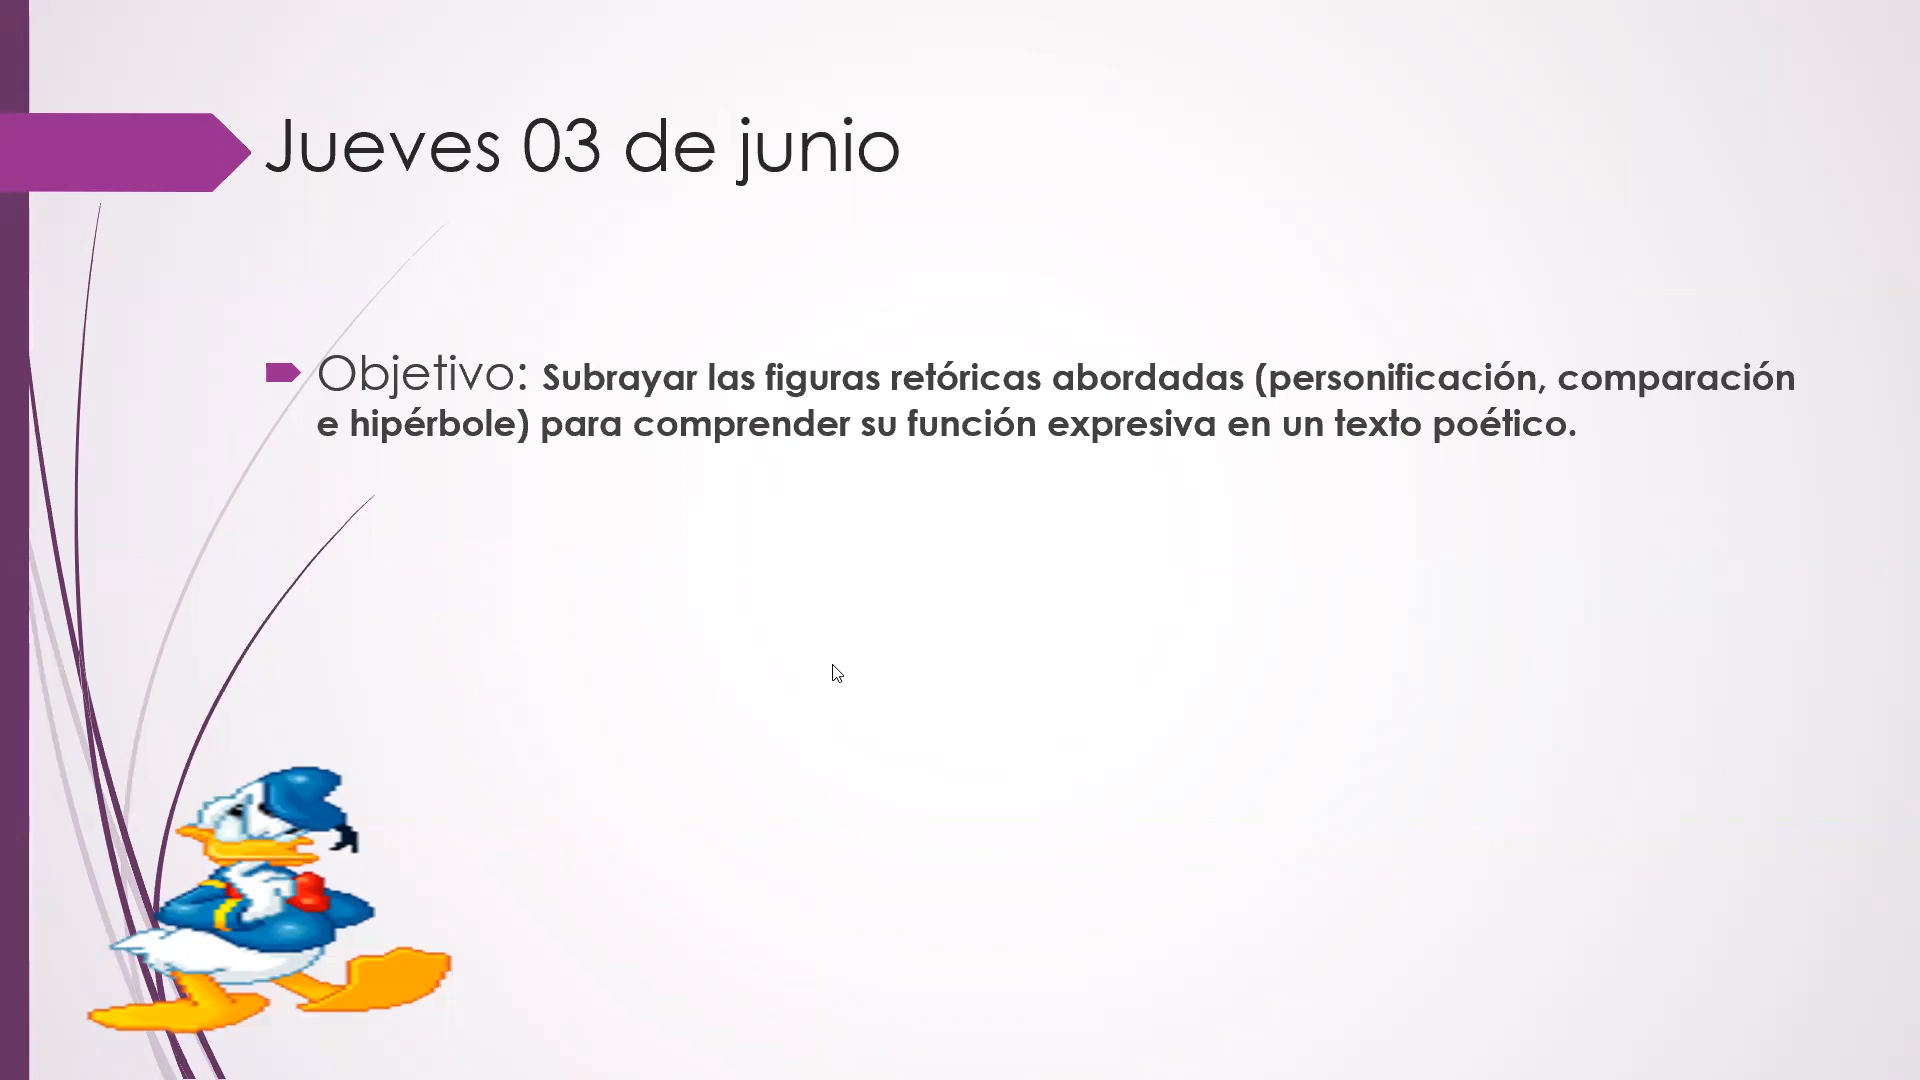 Jueves 03 de junio
Objetivo: Subrayar las figuras retóricas abordadas (personificación, comparación
e hipérbole) para comprender su función expresiva en un texto poético.